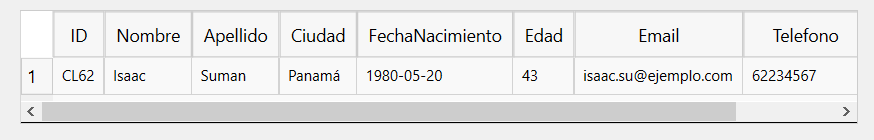 ID Nombre Apellido Ciudad FechaNacimiento Edad Email Telefono
1 CL62 Isaac Suman Panamá 1980-05-20 43 isaac.su@ejemplo.com 62234567